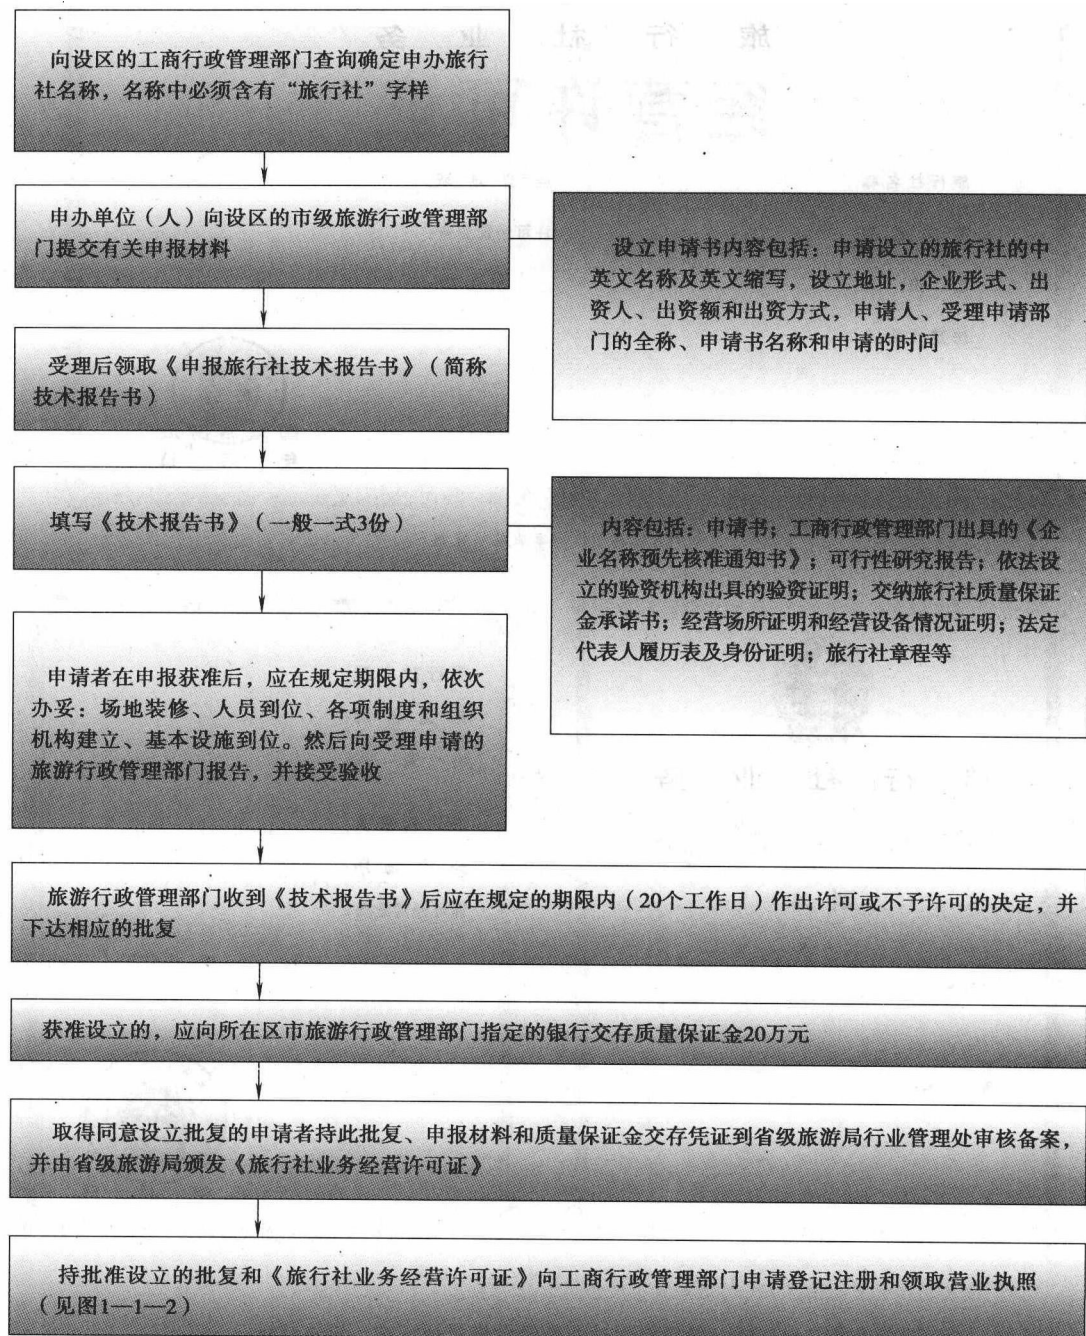 向设区的工商行政管理部门查询确定申办旅行
社名称，名称中必须含有“旅行社”字样
申办单位（人）向设区的市级旅游行政管理部
门提交有关申报材料
设立申请书内容包括：申请设立的旅行社的中
英文名称及英文缩写，设立地址，企业形式、出
资人、出资额和出资方式，申请人、受理申请部
门的全称、申请书名称和申请的时间
受理后领取《申报旅行社技术报告书》（简称
技术报告书）
填写《技术报告书》（一般一式3份）
内容包括：申请书；工商行政管理部门出具的《企
业名称预先核准通知书》；可行性研究报告；依法设
立的验资机构出具的验资证明；交纳旅行社质量保证
金承诺书；经营场所证明和经营设备情况证明；法定
代表人履历表及身份证明；旅行社章程等
申请者在申报获准后，应在规定期限内，依次
办妥：场地装修、人员到位、各项制度和组织
机构建立、基本设施到位。然后向受理申请的
旅游行政管理部门报告，并接受验收
旅游行政管理部门收到《技术报告书》后应在规定的期限内（20个工作日）作出许可或不予许可的决定，并
下达相应的批复
获准设立的，应向所在区市旅游行政管理部门指定的银行交存质量保证金20万元
取得同意设立批复的申请者持此批复、申报材料和质量保证金交存凭证到省级旅游局行业管理处审核备案，
并由省级旅游局颁发《旅行社业务经营许可证》
持批准设立的批复和《旅行社业务经营许可证》向工商行政管理部门申请登记注册和领取营业执照
（见图1—1—2）